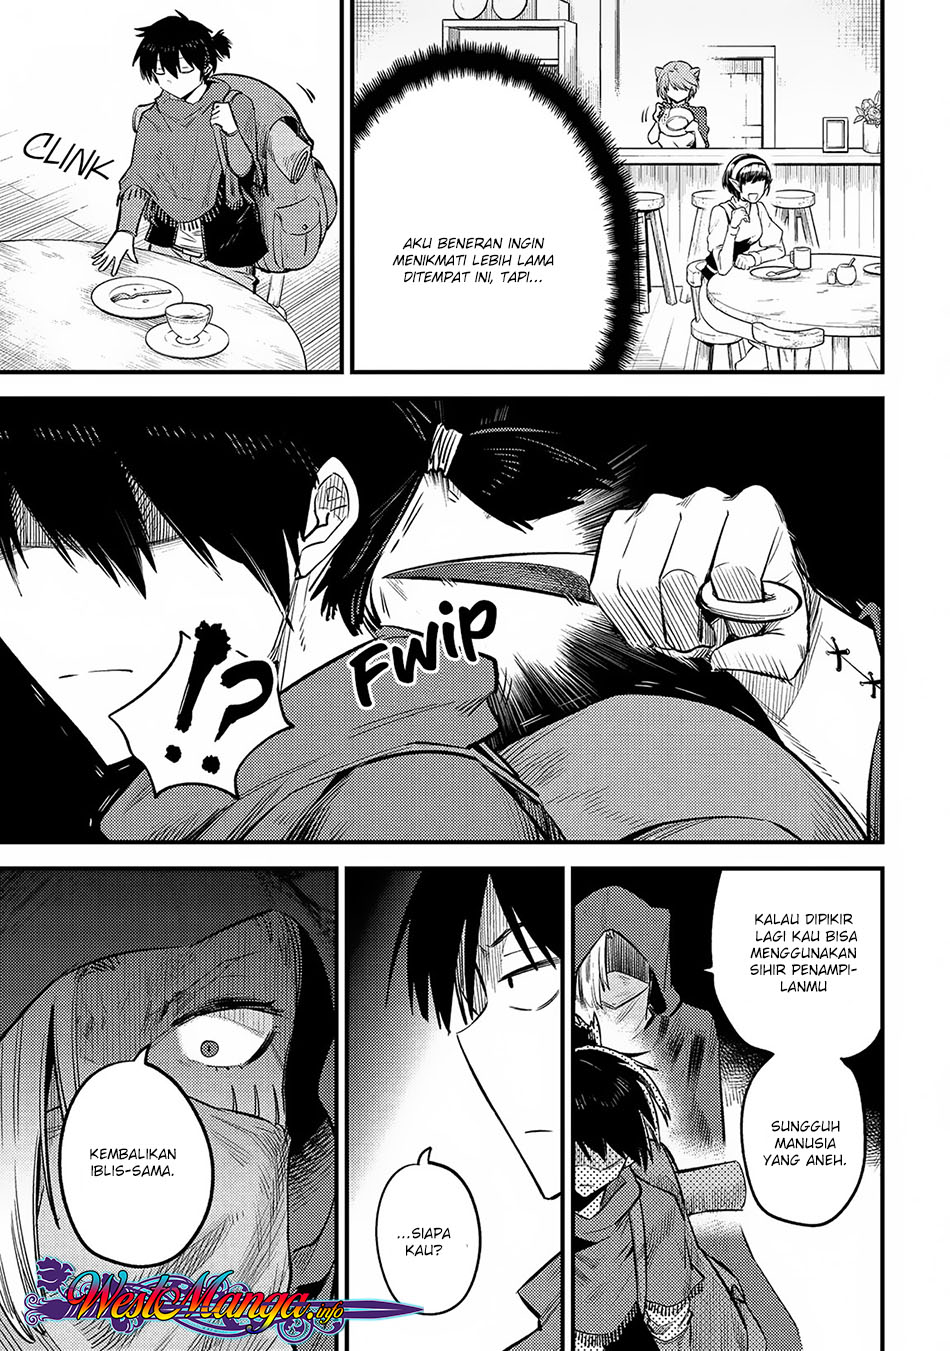 AKU BENERAN INGIN
MENIKMATI LEBIH LAMA
DITEMPAT INI, TAPI...
CLINK
FWIP
!?
KALAU DIPIKIR
LAGI KAU BISA
MENGGUNAKAN
SIHIR PENAMPI-
LANMU
SUNGGUH
MANUSIA
YANG ANEH.
...SIAPA
KAU?
KEMBALIKAN
IBLIS-SAMA.
WestManga.info